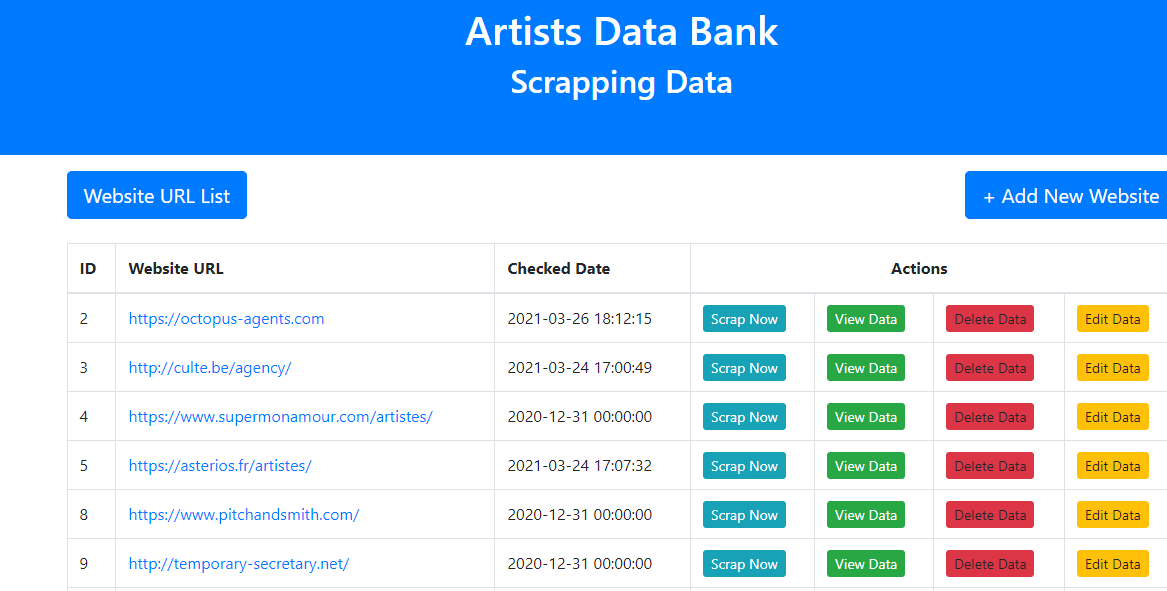 Artists Data Bank
Scrapping Data
Website URL List + Add New Website
ID Website URL Checked Date Actions
2 https://octopus-agents.com 2021-03-26 18:12:15 Scrap Now View Data Delete Data Edit Data
3 http://culte.be/agency/ 2021-03-24 17:00:49 Scrap Now View Data Delete Data Edit Data
4 https://www.supermonamour.com/artistes/ 2020-12-31 00:00:00 Scrap Now View Data Delete Data Edit Data
5 https://asterios.fr/artistes/ 2021-03-24 17:07:32 Scrap Now View Data Delete Data Edit Data
8 https://www.pitchandsmith.com/ 2020-12-31 00:00:00 Scrap Now View Data Delete Data Edit Data
9 http://temporary-secretary.net/ 2020-12-31 00:00:00 Scrap Now View Data Delete Data Edit Data